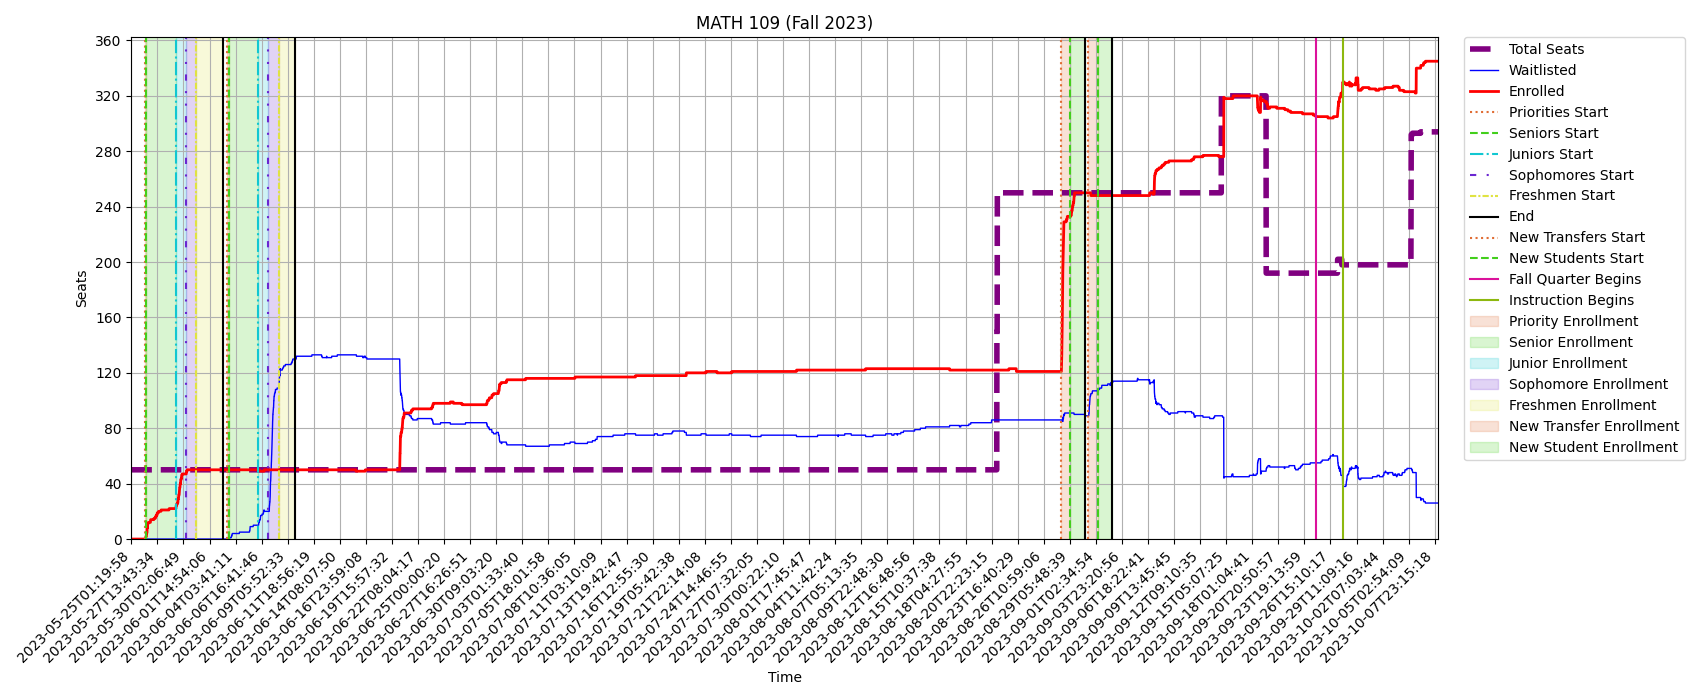 MATH 109 (Fall 2023)
Seats
360
320
280
240
200
160
120
80
40
0
2023-05-25T01:19:58
2023-05-27T13:43:34
2023-05-30T02:06:49
2023-06-01T14:54:06
2023-06-04T03:41:11
2023-06-06T16:41:46
2023-06-09T05:52:33
2023-06-11T18:56:19
2023-06-14T08:07:50
2023-06-16T23:59:08
2023-06-19T15:57:32
2023-06-22T08:04:17
2023-06-25T00:00:20
2023-06-27T16:26:51
2023-06-30T09:03:20
2023-07-03T01:33:40
2023-07-05T18:01:58
2023-07-08T10:36:05
2023-07-11T03:10:09
2023-07-13T19:42:47
2023-07-16T12:55:30
2023-07-19T05:42:38
2023-07-21T22:14:08
2023-07-24T14:46:55
2023-07-27T07:32:05
2023-07-30T00:22:10
2023-08-01T17:45:47
2023-08-04T11:42:24
2023-08-07T05:13:35
2023-08-09T22:48:30
2023-08-12T16:48:56
2023-08-15T10:37:38
2023-08-18T04:27:55
2023-08-20T22:23:15
2023-08-23T16:40:29
2023-08-26T10:59:06
2023-08-29T05:48:39
2023-09-01T02:34:54
2023-09-03T23:20:56
2023-09-06T18:22:41
2023-09-09T13:45:45
2023-09-12T09:10:35
2023-09-15T05:07:25
2023-09-18T01:04:41
2023-09-20T20:50:57
2023-09-23T19:13:59
2023-09-26T15:10:17
2023-09-29T11:09:16
2023-10-02T07:03:44
2023-10-05T02:54:09
2023-10-07T23:15:18
Time
Total Seats
Waitlisted
Enrolled
Priorities Start
Seniors Start
Juniors Start
Sophomores Start
Freshmen Start
End
New Transfers Start
New Students Start
Fall Quarter Begins
Instruction Begins
Priority Enrollment
Senior Enrollment
Junior Enrollment
Sophomore Enrollment
Freshmen Enrollment
New Transfer Enrollment
New Student Enrollment